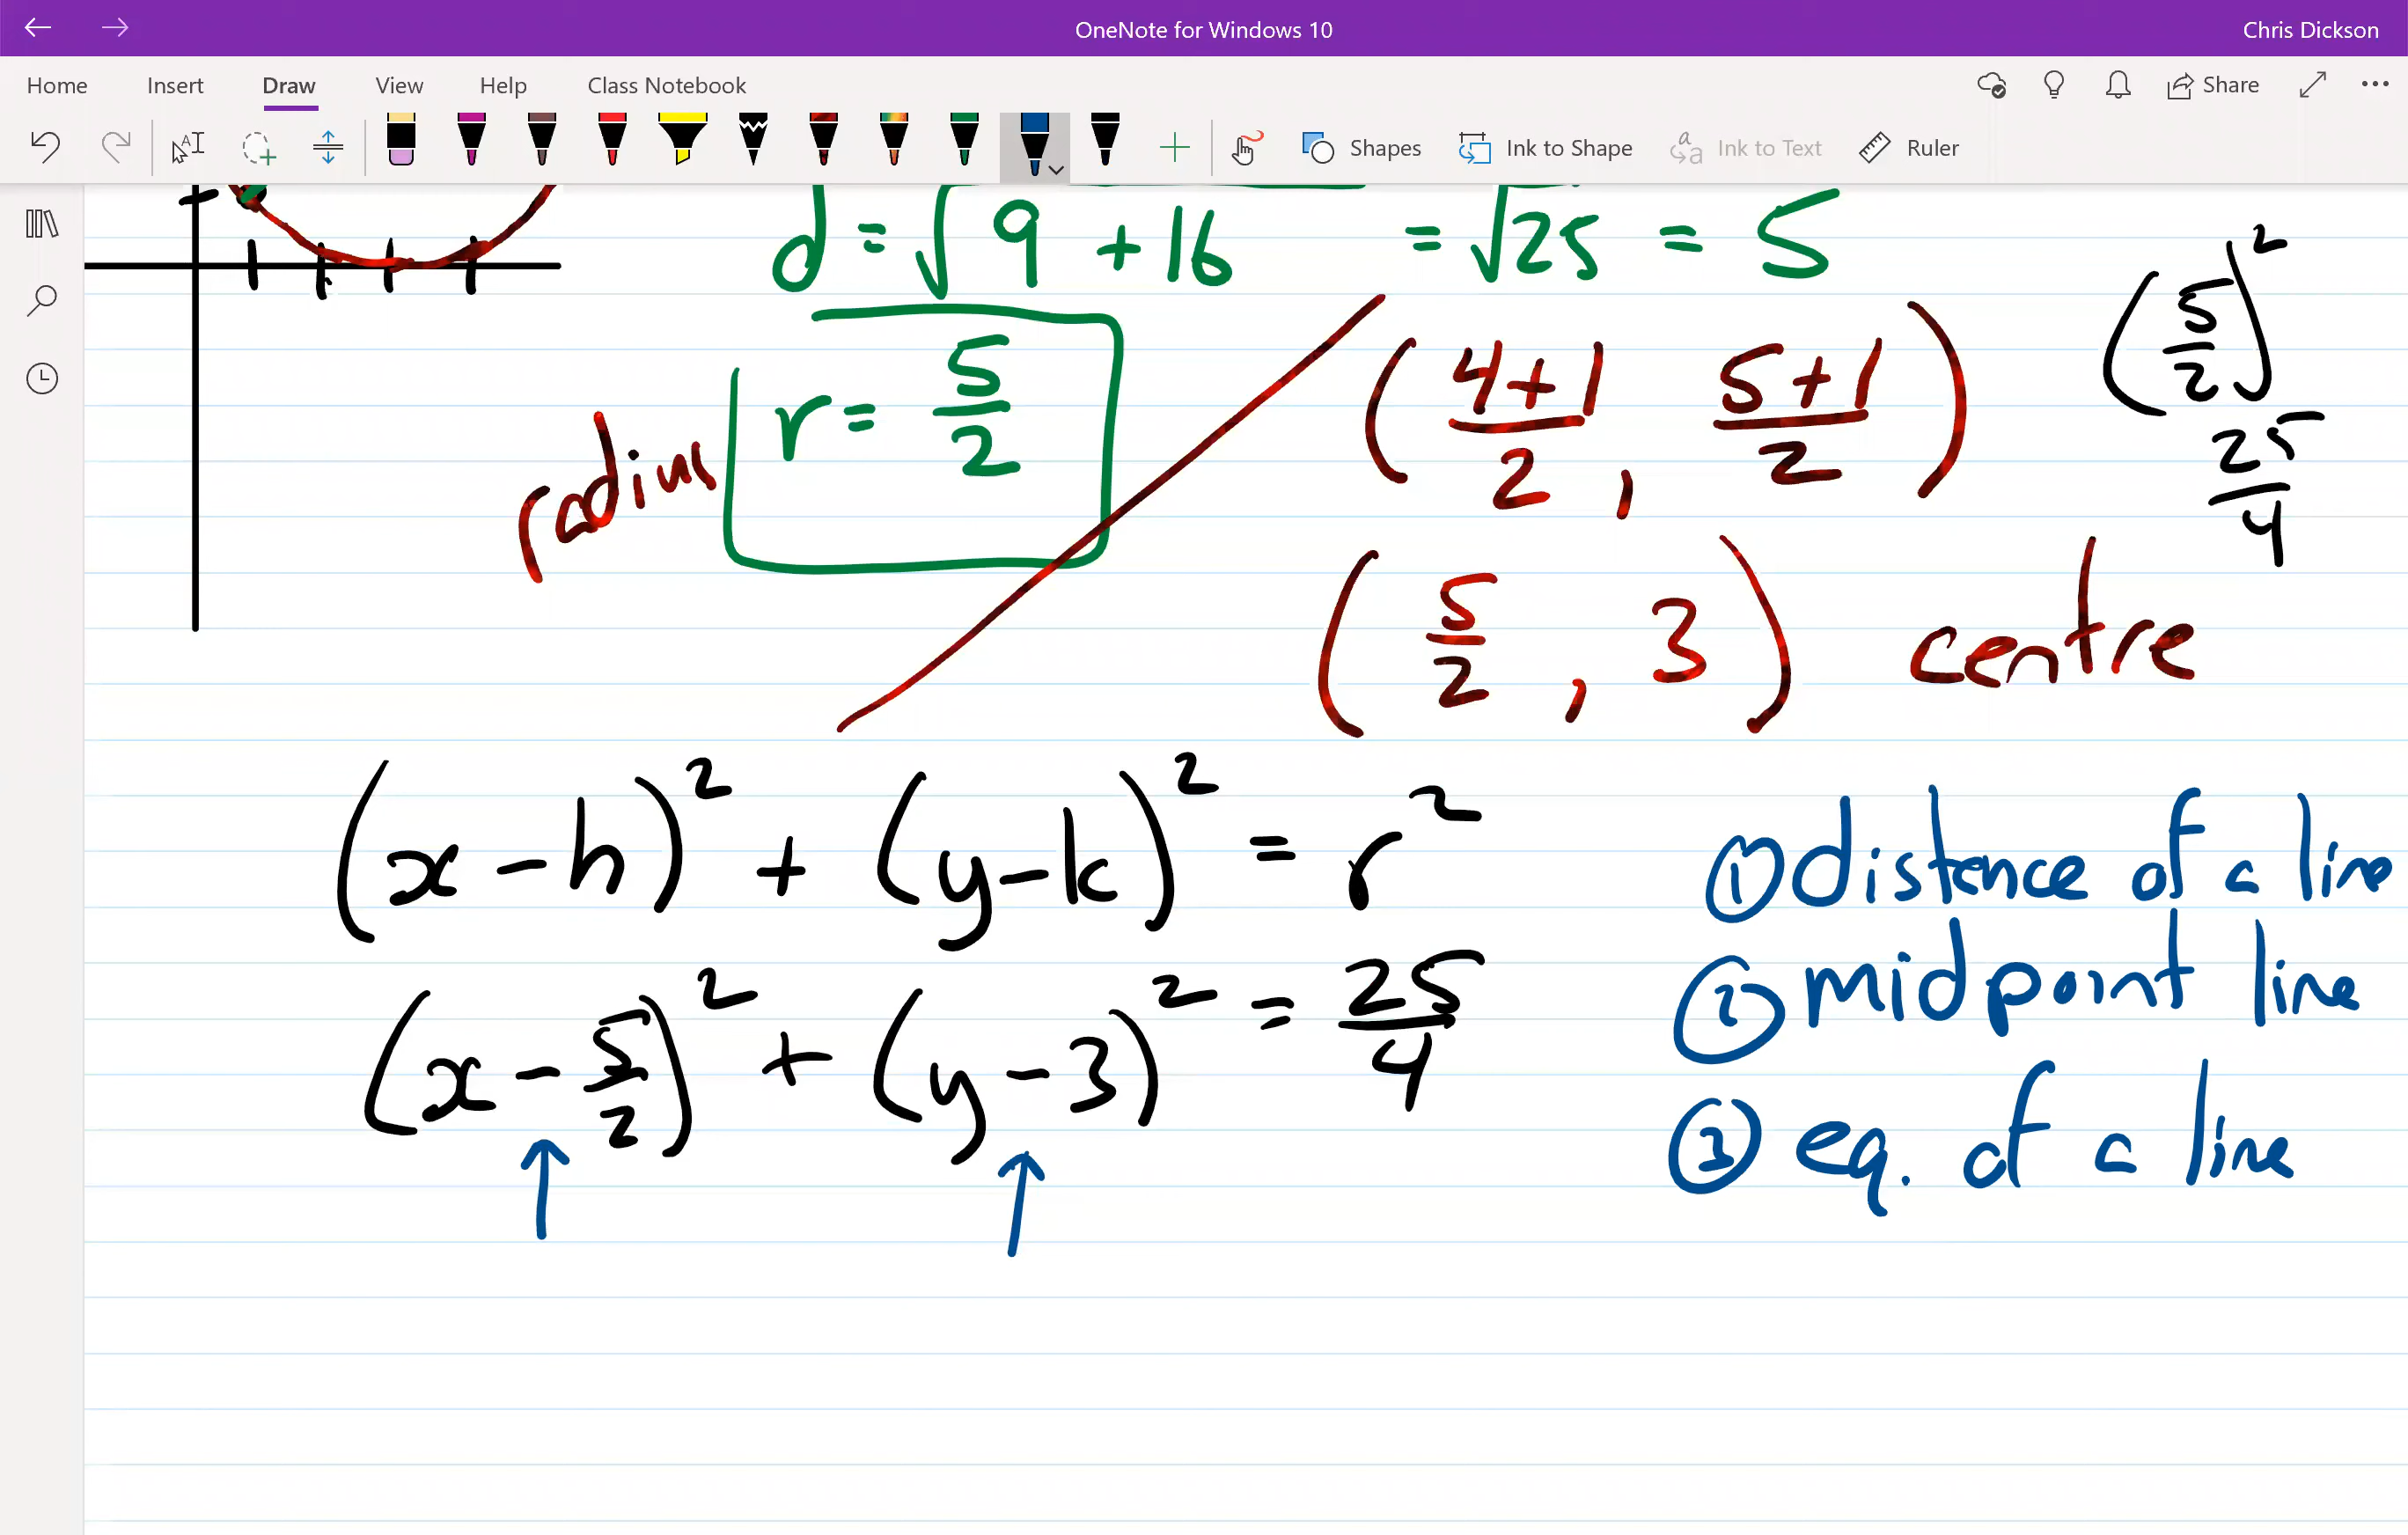 OneNote for Windows 10
Chris Dickson
Home Insert Draw View Help Class Notebook
Share
Shapes Ink to Shape Ink to Text Ruler
d = √9 + 16 = √25 = 5
(5/2)²
25/4
radius r = 5/2
(4+1/2, 5+1/2)
(5/2, 3) centre
(x - h)² + (y - k)² = r²
(x - 5/2)² + (y - 3)² = 25/4
① distance of a line
② midpoint line
③ eq. of a line